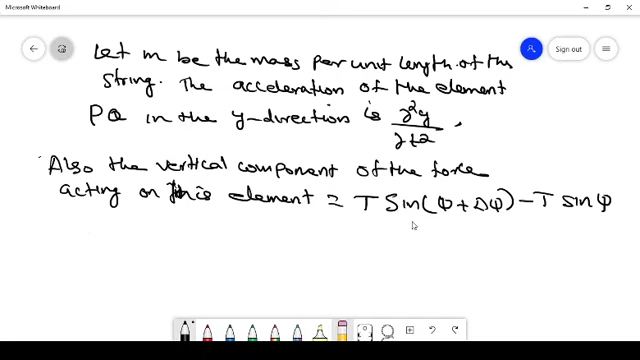 Microsoft Whiteboard
Sign out
Let m be the mass per unit length of the
string. The acceleration of the element
PQ in the y-direction is ∂²y/∂t² .
Also the vertical component of the force
acting on this element = T Sin(ψ + Δψ) - T sin ψ